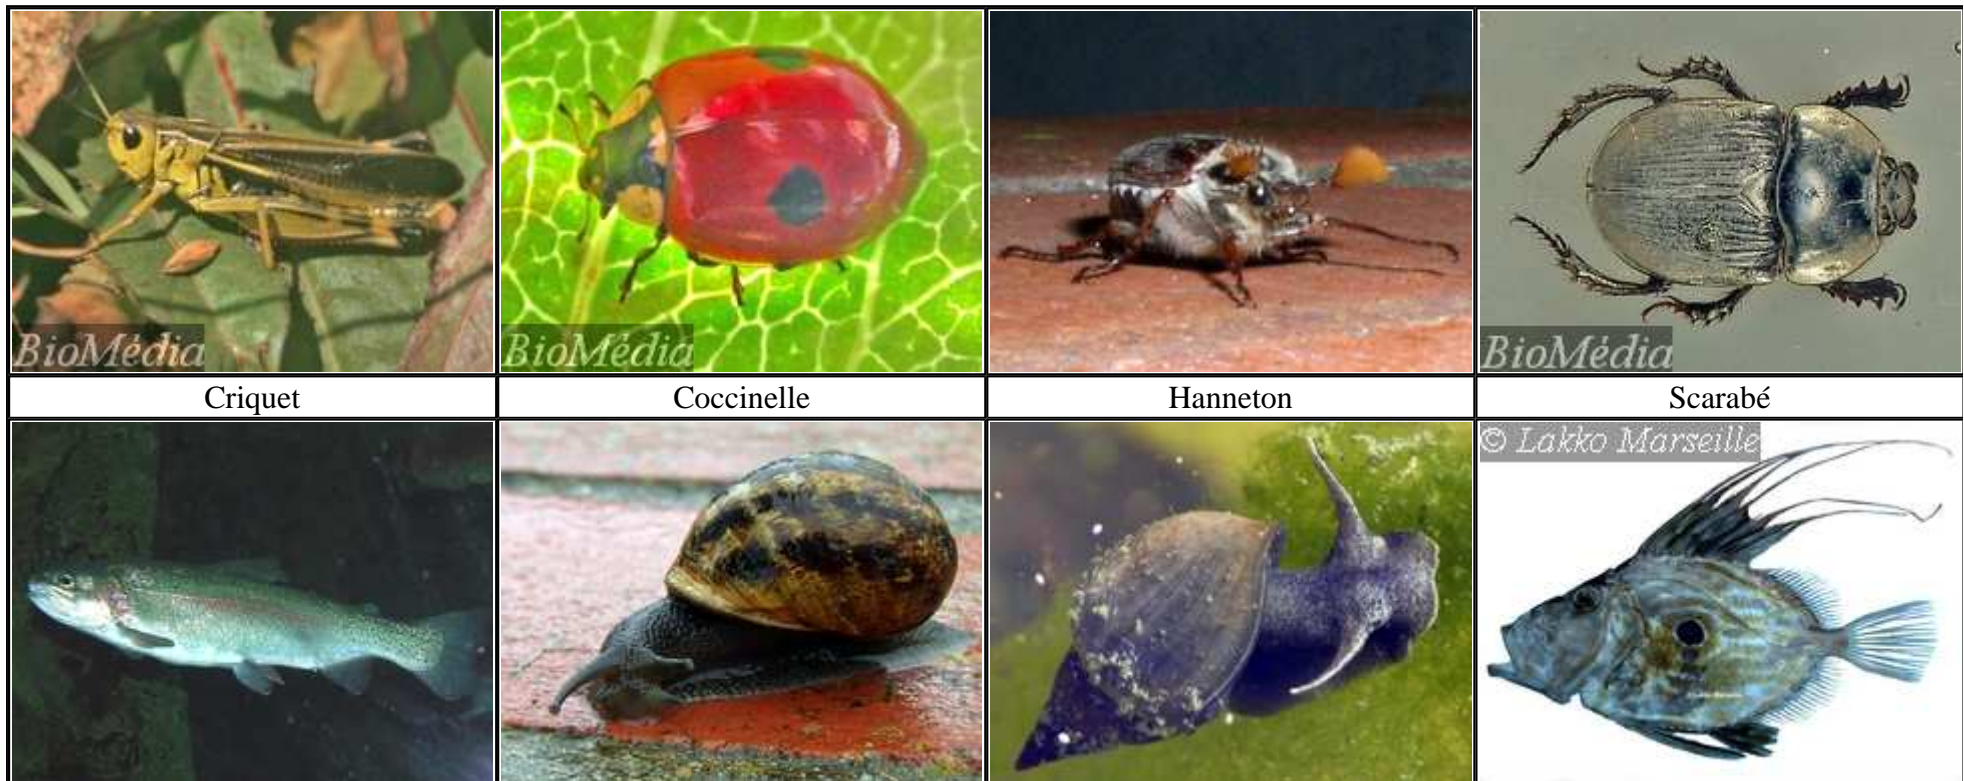 BioMédia
BioMédia
BioMédia
Criquet
Coccinelle
Hanneton
Scarabé
© Lakko Marseille